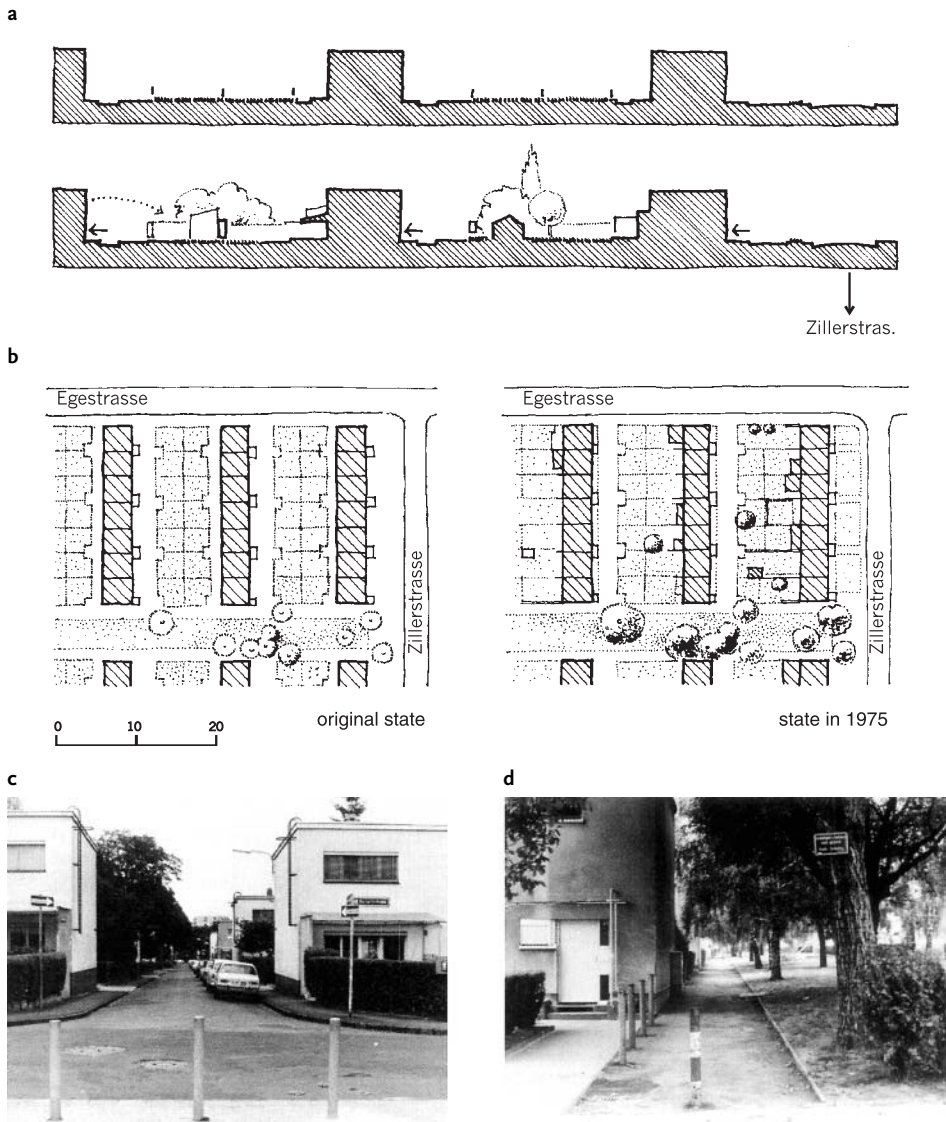 a
Zillerstras.
b
Egestrasse
Zillerstrasse
original state
0 10 20
Egestrasse
Zillerstrasse
state in 1975
c
d